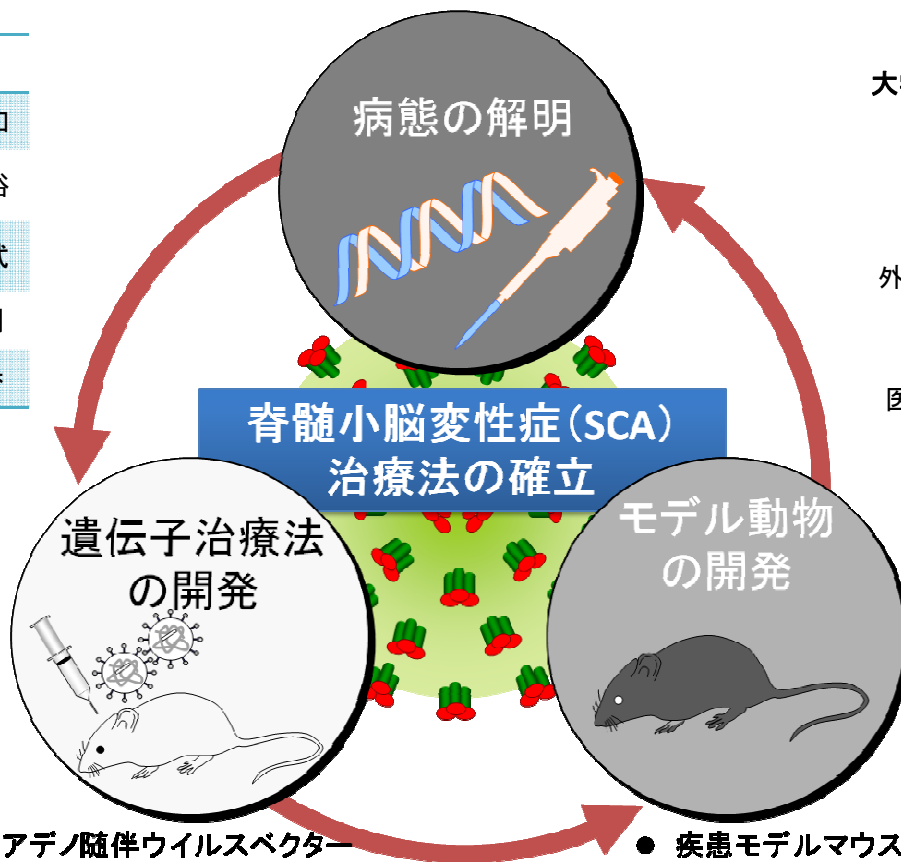 病態の解明
脊髄小脳変性症（SCA）
治療法の確立
遺伝子治療法
の開発
モデル動物
の開発
アデノ随伴ウイルスベクター
● 疾患モデルマウス
外
医